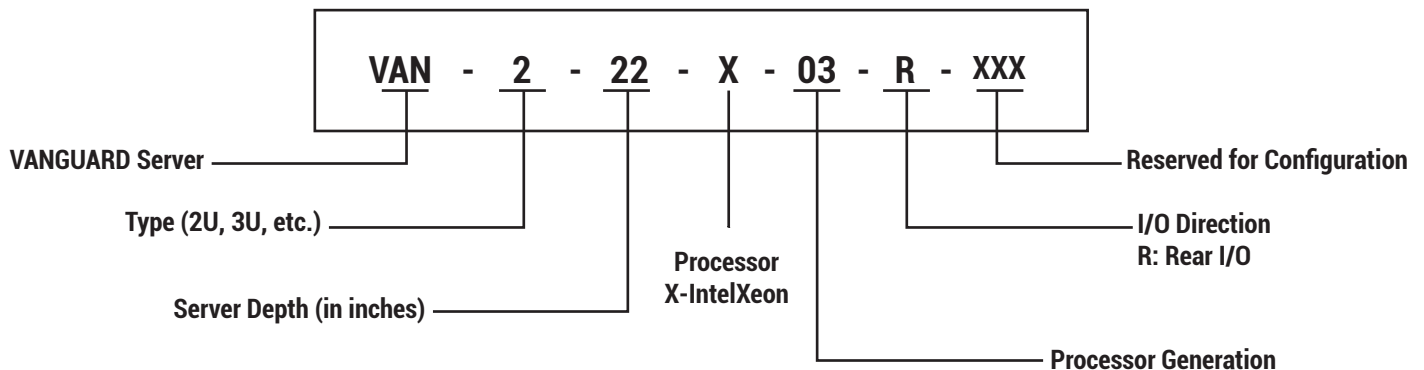 VAN - 2 - 22 - X - 03 - R - XXX
VANGUARD Server
Reserved for Configuration
Type (2U, 3U, etc.)
I/O Direction
R: Rear I/O
Processor
X-IntelXeon
Server Depth (in inches)
Processor Generation